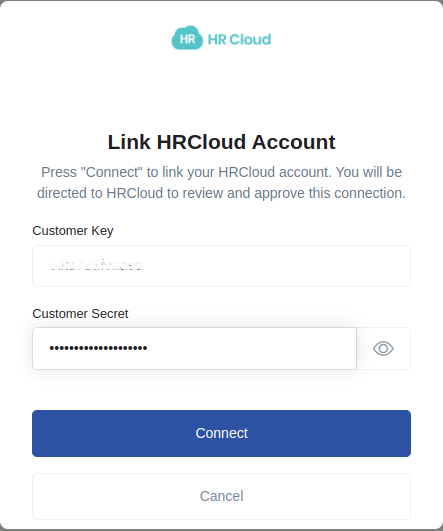 HR HR Cloud
Link HRCloud Account
Press "Connect" to link your HRCloud account. You will be
directed to HRCloud to review and approve this connection.
Customer Key
Customer Secret
••••••••••••••••••••
Connect
Cancel